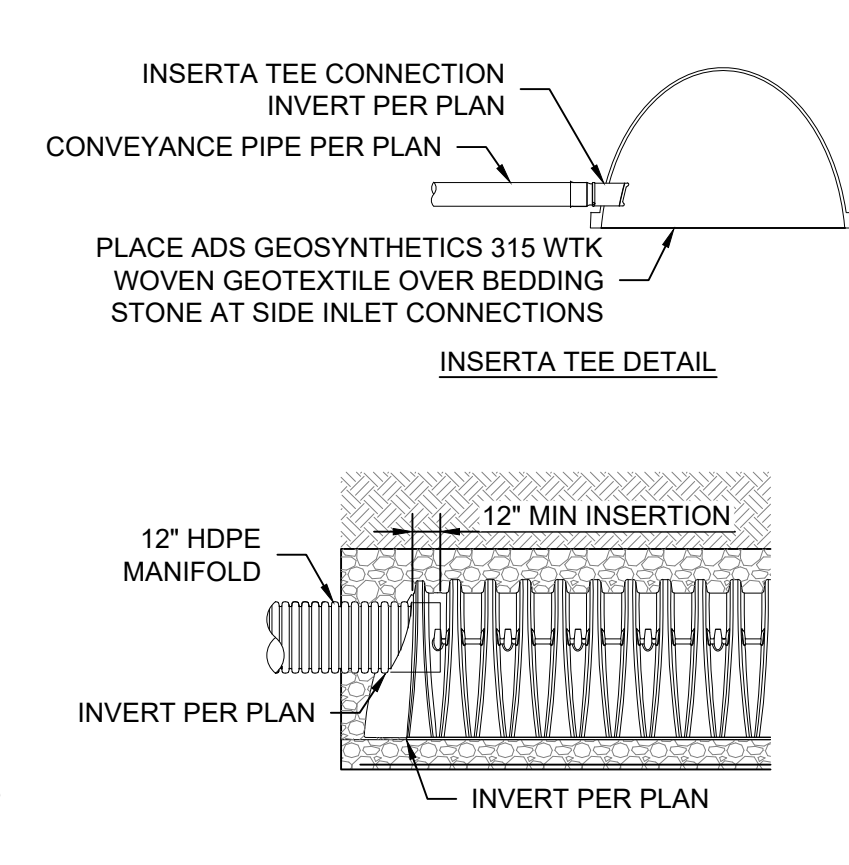 INSERTA TEE CONNECTION
INVERT PER PLAN
CONVEYANCE PIPE PER PLAN
PLACE ADS GEOSYNTHETICS 315 WTK
WOVEN GEOTEXTILE OVER BEDDING
STONE AT SIDE INLET CONNECTIONS
INSERTA TEE DETAIL
12" MIN INSERTION
12" HDPE
MANIFOLD
INVERT PER PLAN
INVERT PER PLAN